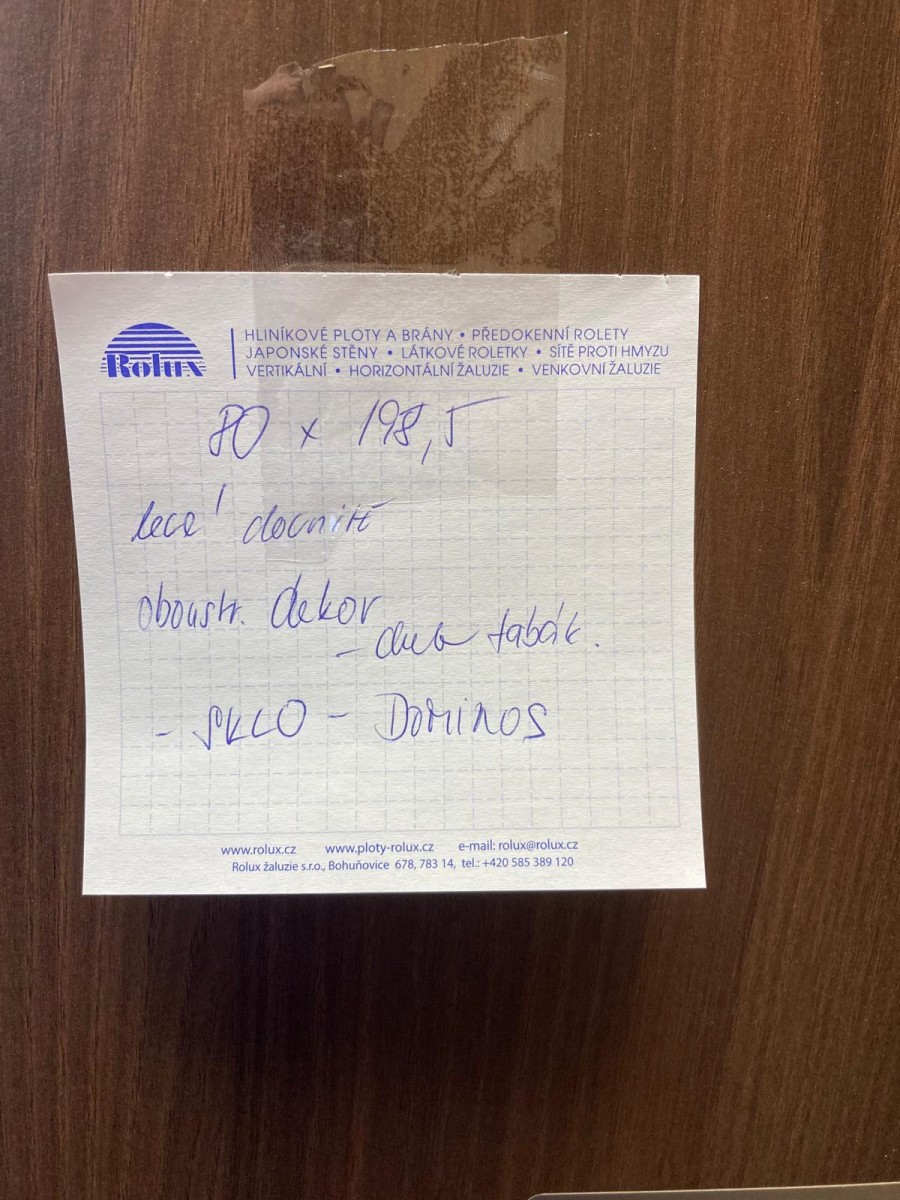 Rolux
HLINÍKOVÉ PLOTY A BRÁNY • PŘEDOKENNÍ ROLETY
JAPONSKÉ STĚNY • LÁTKOVÉ ROLETKY • SÍTĚ PROTI HMYZU
VERTIKÁLNÍ • HORIZONTÁLNÍ ŽALUZIE • VENKOVNÍ ŽALUZIE
80 x 198,5
dovnitř
oboustr. dekor
- dub tabák.
- SKLO - DOMINOS
www.rolux.cz www.ploty-rolux.cz e-mail: rolux@rolux.cz
Rolux žaluzie s.r.o., Bohuňovice 678, 783 14, tel.: +420 585 389 120